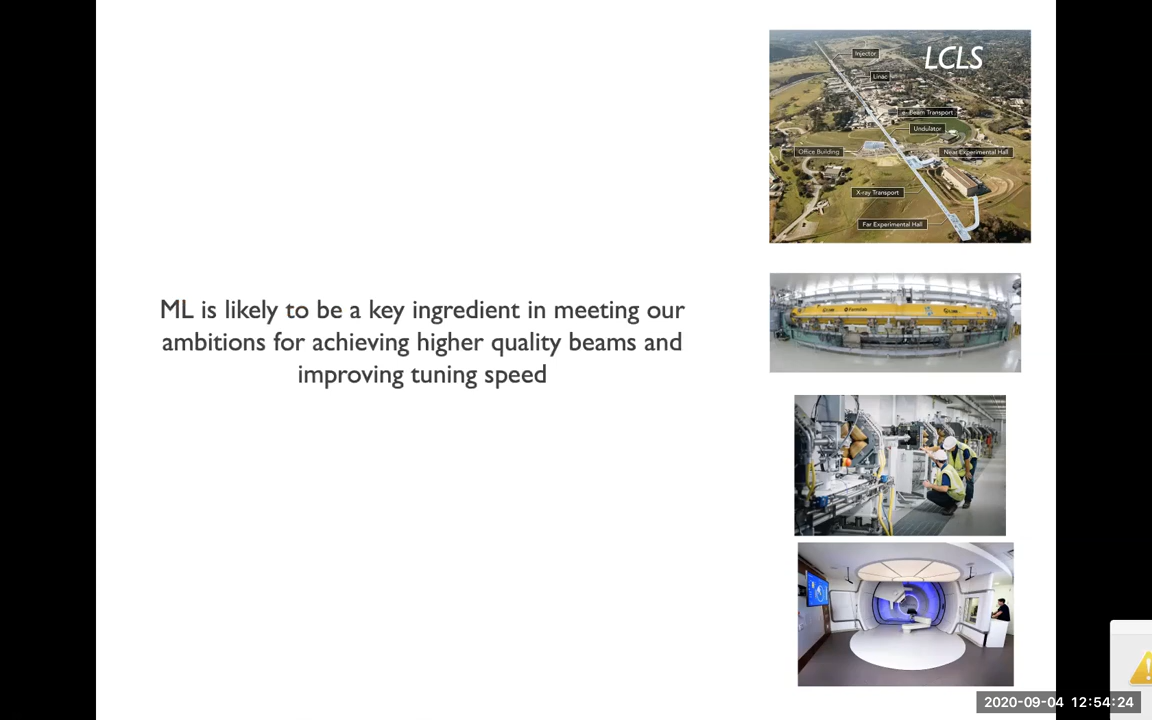 LCLS
Injector
Linac
e- Beam Transport
Undulator
Office Building
Near Experimental Hall
X-ray Transport
Far Experimental Hall
ML is likely to be a key ingredient in meeting our
ambitions for achieving higher quality beams and
improving tuning speed
2020-09-04 12:54:24